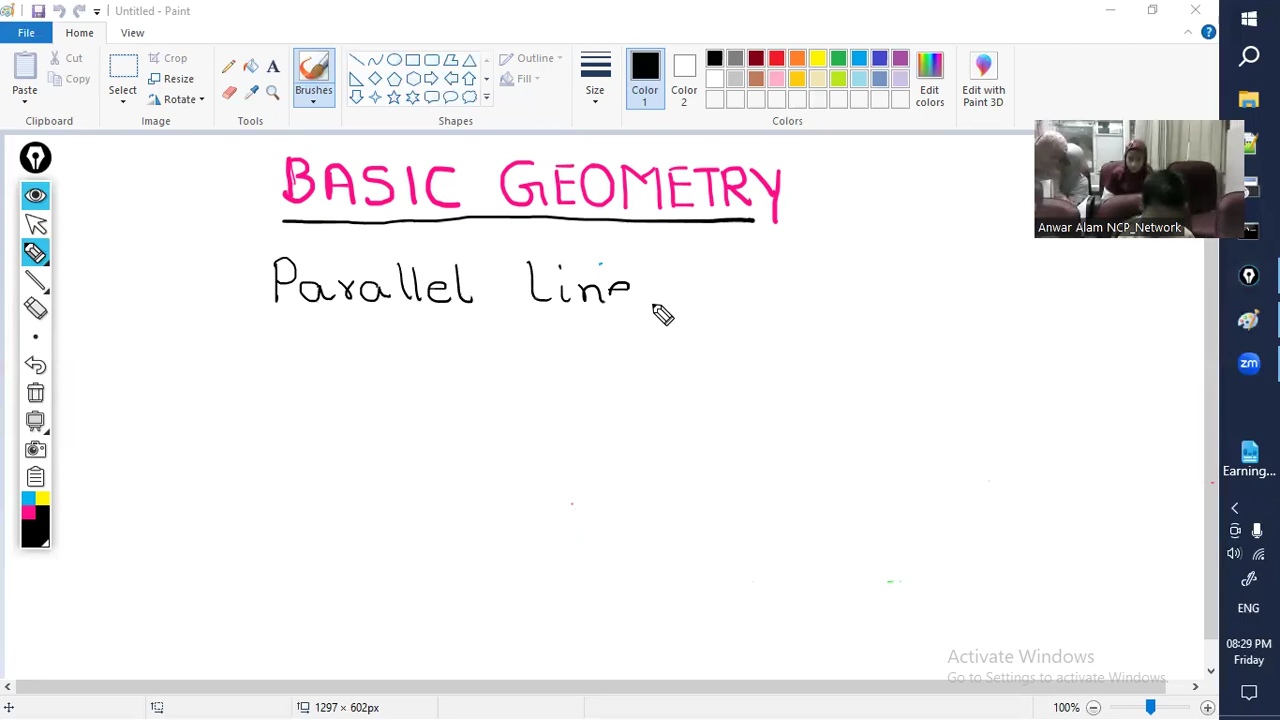 Untitled - Paint
File
Home
View
Paste
Cut
Copy
Clipboard
Select
Crop
Resize
Rotate
Image
Tools
Brushes
Shapes
Outline
Fill
Size
Color 1
Color 2
Edit colors
Colors
Edit with Paint 3D
BASIC GEOMETRY
Parallel Line
Anwar Alam NCP_Network
zm
Earning...
ENG
08:29 PM
Friday
Activate Windows
Go to Settings to activate Windows.
1297 × 602px
100%